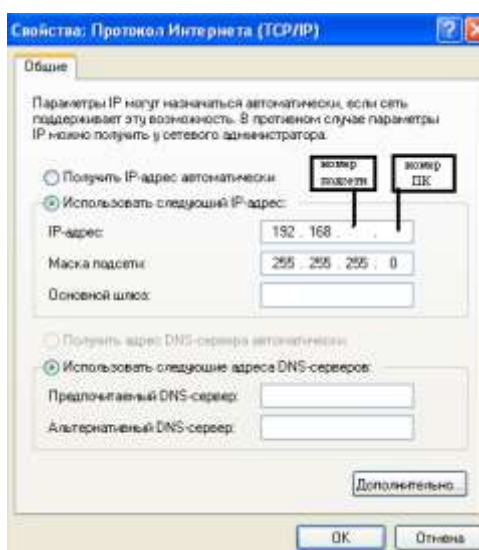 Свойства: Протокол Интернета (TCP/IP)
Общие
Параметры IP могут назначаться автоматически, если сеть
поддерживает эту возможность. В противном случае параметры
IP можно получить у сетевого администратора.
номер
подсети
номер
ПК
Получить IP-адрес автоматически
Использовать следующий IP-адрес:
IP-адрес: 192 . 168 . .
Маска подсети: 255 . 255 . 255 . 0
Основной шлюз:
Получить адрес DNS-сервера автоматически
Использовать следующие адреса DNS-серверов:
Предпочитаемый DNS-сервер:
Альтернативный DNS-сервер:
Дополнительно...
OK Отмена